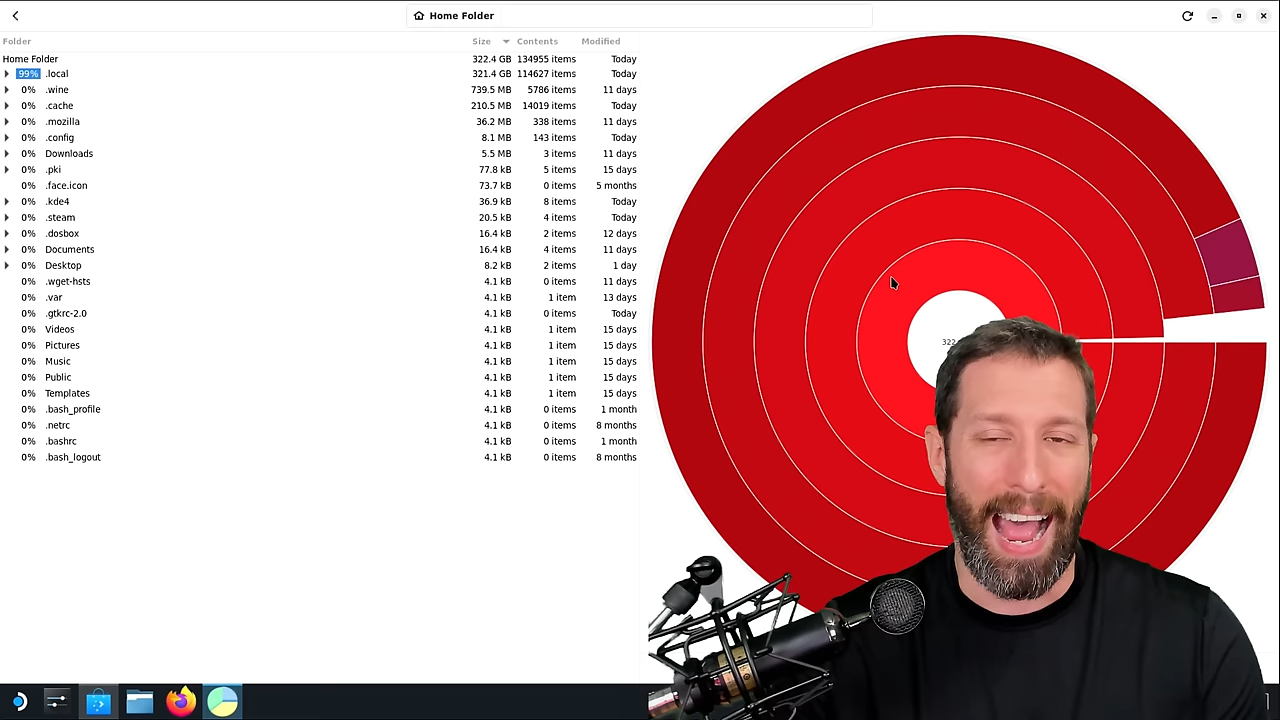 Home Folder
Folder Size Contents Modified
Home Folder 322.4 GB 134955 items Today
99% .local 321.4 GB 114627 items Today
0% .wine 739.5 MB 5786 items 11 days
0% .cache 210.5 MB 14019 items Today
0% .mozilla 36.2 MB 338 items 11 days
0% .config 8.1 MB 143 items Today
0% Downloads 5.5 MB 3 items 11 days
0% .pki 77.8 kB 5 items 15 days
0% .face.icon 73.7 kB 0 items 5 months
0% .kde4 36.9 kB 8 items Today
0% .steam 20.5 kB 4 items Today
0% .dosbox 16.4 kB 2 items 12 days
0% Documents 16.4 kB 4 items 11 days
0% Desktop 8.2 kB 2 items 1 day
0% .wget-hsts 4.1 kB 0 items 11 days
0% .var 4.1 kB 1 item 13 days
0% .gtkrc-2.0 4.1 kB 0 items Today
0% Videos 4.1 kB 1 item 15 days
0% Pictures 4.1 kB 1 item 15 days
0% Music 4.1 kB 1 item 15 days
0% Public 4.1 kB 1 item 15 days
0% Templates 4.1 kB 1 item 15 days
0% .bash_profile 4.1 kB 0 items 1 month
0% .netrc 4.1 kB 0 items 8 months
0% .bashrc 4.1 kB 0 items 1 month
0% .bash_logout 4.1 kB 0 items 8 months
322